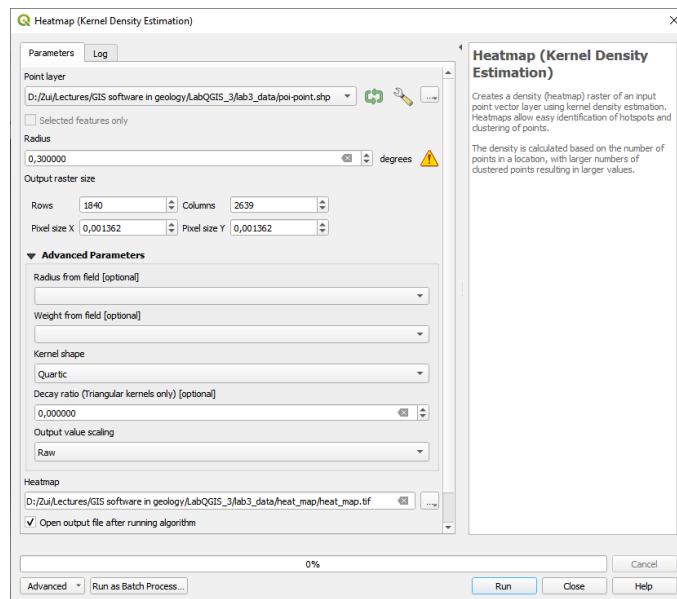 Heatmap (Kernel Density Estimation)
Parameters
Log
Point layer
D:/Zui/Lectures/GIS software in geology/LabQGIS_3/lab3_data/poi-point.shp
...
Selected features only
Radius
0,300000
degrees
Output raster size
Rows 1840 Columns 2639
Pixel size X 0,001362 Pixel size Y 0,001362
Advanced Parameters
Radius from field [optional]
Weight from field [optional]
Kernel shape
Quartic
Decay ratio (Triangular kernels only) [optional]
0,000000
Output value scaling
Raw
Heatmap
D:/Zui/Lectures/GIS software in geology/LabQGIS_3/lab3_data/heat_map/heat_map.tif
...
Open output file after running algorithm
Heatmap (Kernel Density
Estimation)
Creates a density (heatmap) raster of an input
point vector layer using kernel density estimation.
Heatmaps allow easy identification of hotspots and
clustering of points.
The density is calculated based on the number of
points in a location, with larger numbers of
clustered points resulting in larger values.
0%
Cancel
Advanced
Run as Batch Process...
Run
Close
Help